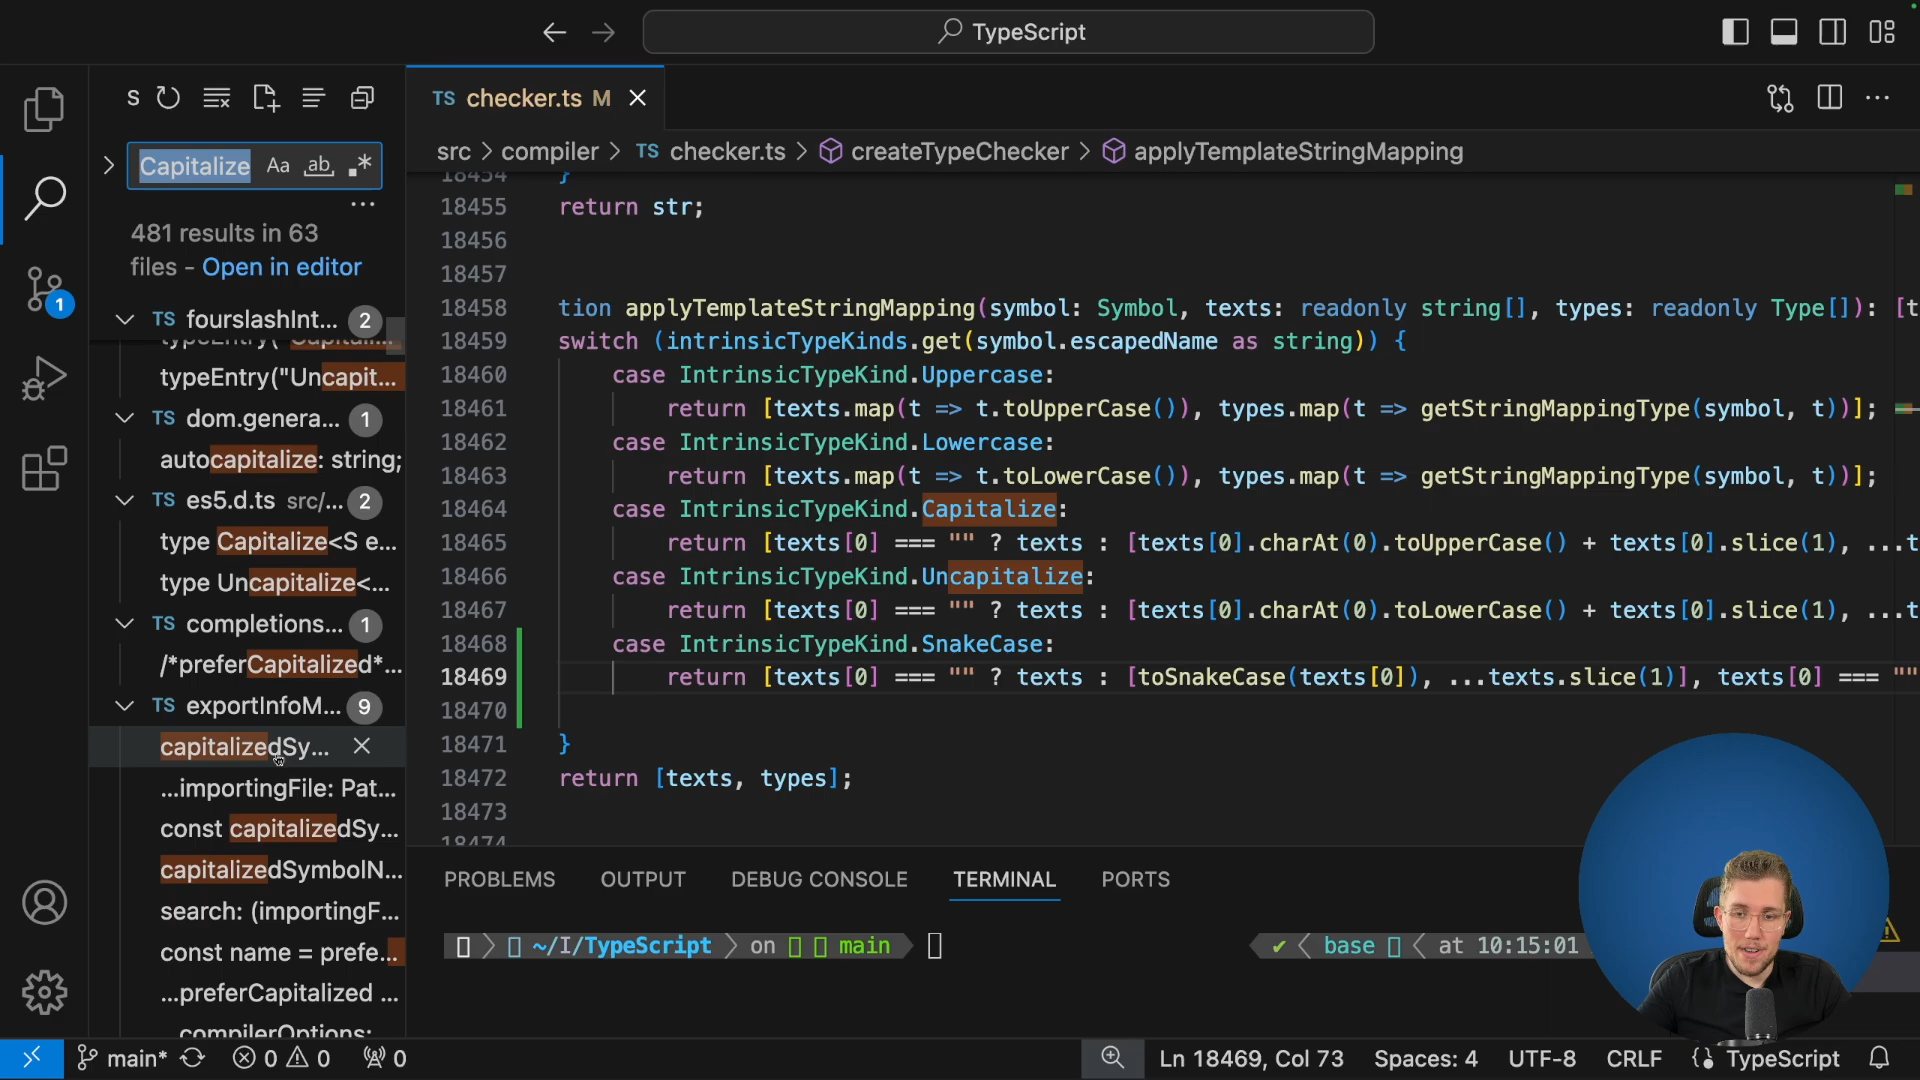 TypeScript
S
TS checker.ts M
Capitalize Aa ab
src > compiler > TS checker.ts > createTypeChecker > applyTemplateStringMapping
481 results in 63
files - Open in editor
TS fourslashInt... 2
typeEntry("Capitali...
typeEntry("Uncapit...
TS dom.genera... 1
autocapitalize: string;
TS es5.d.ts src/... 2
type Capitalize<S e...
type Uncapitalize<...
TS completions... 1
/*preferCapitalized*...
TS exportInfoM... 9
capitalizedSy...
...importingFile: Pat...
const capitalizedSy...
capitalizedSymbolN...
search: (importingF...
const name = prefe...
...preferCapitalized ...
compilerOptions:
18454 }
18455 return str;
18456
18457
18458 tion applyTemplateStringMapping(symbol: Symbol, texts: readonly string[], types: readonly Type[]): [t
18459 switch (intrinsicTypeKinds.get(symbol.escapedName as string)) {
18460 case IntrinsicTypeKind.Uppercase:
18461 return [texts.map(t => t.toUpperCase()), types.map(t => getStringMappingType(symbol, t))];
18462 case IntrinsicTypeKind.Lowercase:
18463 return [texts.map(t => t.toLowerCase()), types.map(t => getStringMappingType(symbol, t))];
18464 case IntrinsicTypeKind.Capitalize:
18465 return [texts[0] === "" ? texts : [texts[0].charAt(0).toUpperCase() + texts[0].slice(1), ...t
18466 case IntrinsicTypeKind.Uncapitalize:
18467 return [texts[0] === "" ? texts : [texts[0].charAt(0).toLowerCase() + texts[0].slice(1), ...t
18468 case IntrinsicTypeKind.SnakeCase:
18469 return [texts[0] === "" ? texts : [toSnakeCase(texts[0]), ...texts.slice(1)], texts[0] === ""
18470
18471 }
18472 return [texts, types];
18473
18474
PROBLEMS OUTPUT DEBUG CONSOLE TERMINAL PORTS
~/I/TypeScript on main base at 10:15:01
1
main* 0 0 0 Ln 18469, Col 73 Spaces: 4 UTF-8 CRLF TypeScript